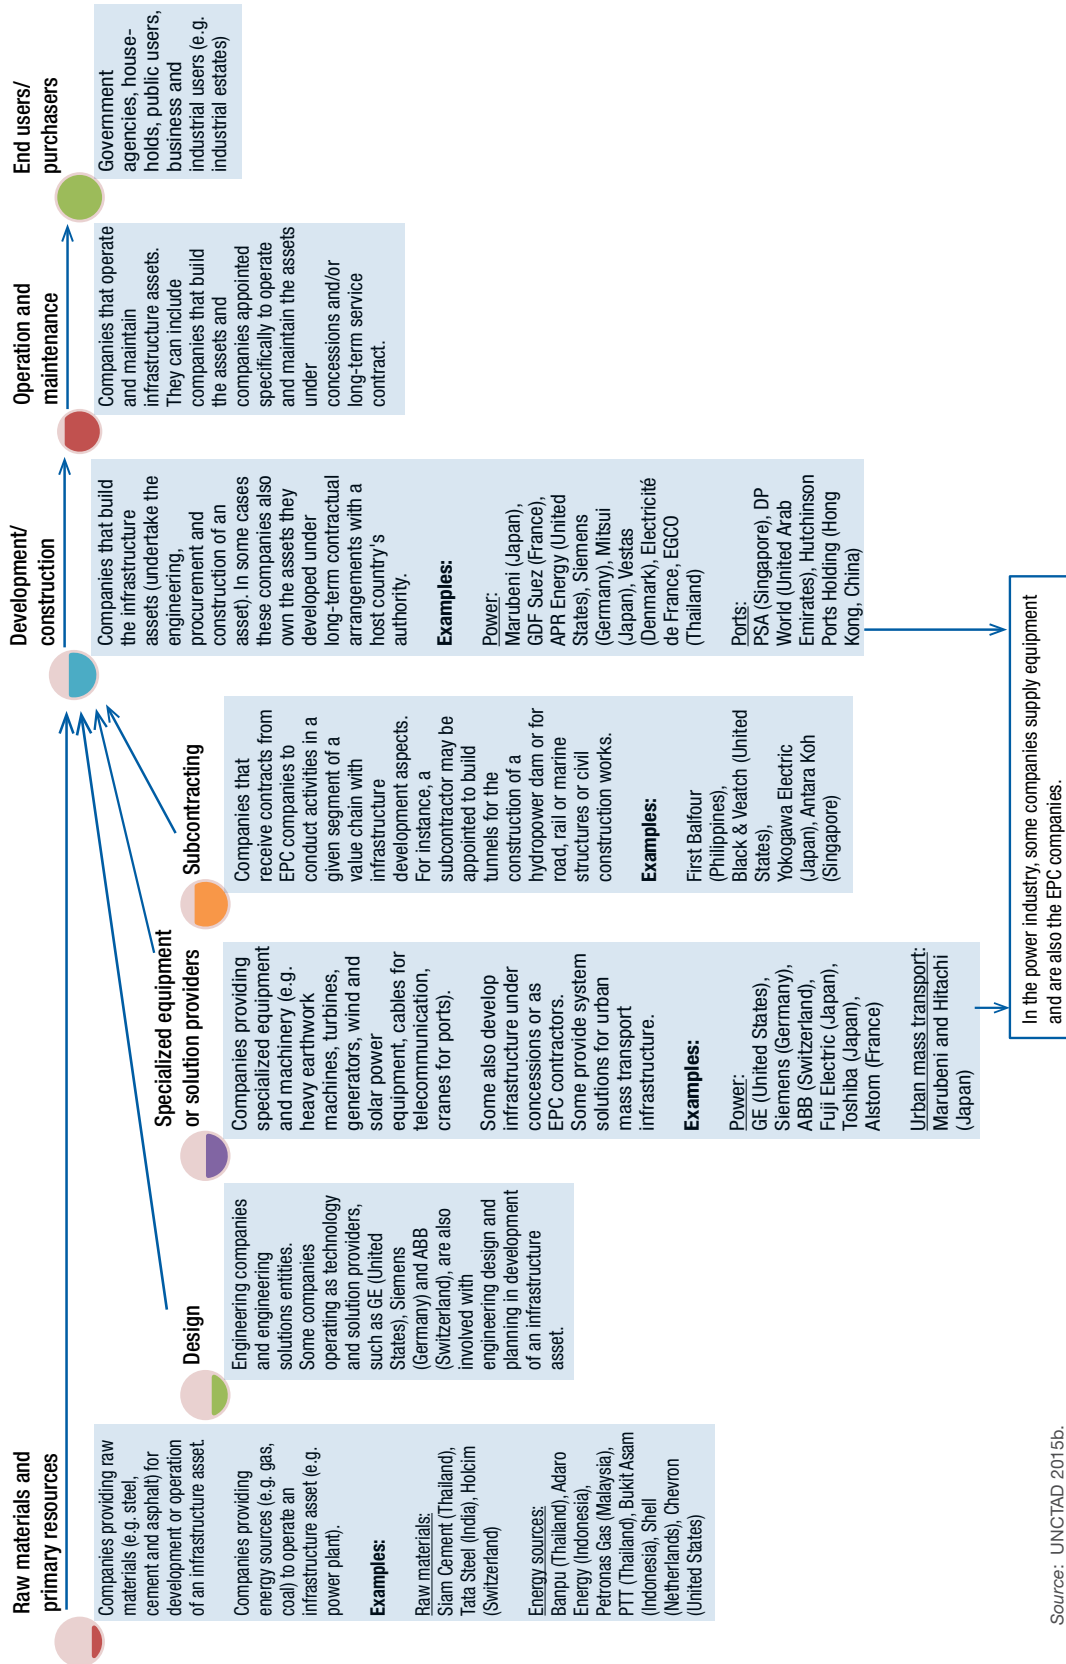 Raw materials and
primary resources
Companies providing raw
materials (e.g. steel,
cement and asphalt) for
development or operation
of an infrastructure asset.
Companies providing
energy sources (e.g. gas,
coal) to operate an
infrastructure asset (e.g.
power plant).
Examples:
Raw materials:
Siam Cement (Thailand),
Tata Steel (India), Holcim
(Switzerland)
Energy sources:
Banpu (Thailand), Adaro
Energy (Indonesia),
Petronas Gas (Malaysia),
PTT (Thailand), Bukit Asam
(Indonesia), Shell
(Netherlands), Chevron
(United States)
Design
Engineering companies
and engineering
solutions entities.
Some companies
operating as technology
and solution providers,
such as GE (United
States), Siemens
(Germany) and ABB
(Switzerland), are also
involved with
engineering design and
planning in development
of an infrastructure
asset.
Specialized equipment
or solution providers
Companies providing
specialized equipment
and machinery (e.g.
heavy earthwork
machines, turbines,
generators, wind and
solar power
equipment, cables for
telecommunication,
cranes for ports).
Some also develop
infrastructure under
concessions or as
EPC contractors.
Some provide system
solutions for urban
mass transport
infrastructure.
Examples:
Power:
GE (United States),
Siemens (Germany),
ABB (Switzerland),
Fuji Electric (Japan),
Toshiba (Japan),
Alstom (France)
Urban mass transport:
Marubeni and Hitachi
(Japan)
Subcontracting
Companies that
receive contracts from
EPC companies to
conduct activities in a
given segment of a
value chain with
infrastructure
development aspects.
For instance, a
subcontractor may be
appointed to build
tunnels for the
construction of a
hydropower dam or for
road, rail or marine
structures or civil
construction works.
Examples:
First Balfour
(Philippines),
Black & Veatch (United
States),
Yokogawa Electric
(Japan), Antara Koh
(Singapore)
Development/
construction
Companies that build
the infrastructure
assets (undertake the
engineering,
procurement and
construction of an
asset). In some cases
these companies also
own the assets they
developed under
long-term contractual
arrangements with a
host country's
authority.
Examples:
Power:
Marubeni (Japan),
GDF Suez (France),
APR Energy (United
States), Siemens
(Germany), Mitsui
(Japan), Vestas
(Denmark), Electricité
de France, EGCO
(Thailand)
Ports:
PSA (Singapore), DP
World (United Arab
Emirates), Hutchinson
Ports Holding (Hong
Kong, China)
Operation and
maintenance
Companies that operate
and maintain
infrastructure assets.
They can include
companies that build
the assets and
companies appointed
specifically to operate
and maintain the assets
under
concessions and/or
long-term service
contract.
End users/
purchasers
Government
agencies, house-
holds, public users,
business and
industrial users (e.g.
industrial estates)
In the power industry, some companies supply equipment
and are also the EPC companies.
Source: UNCTAD 2015b.